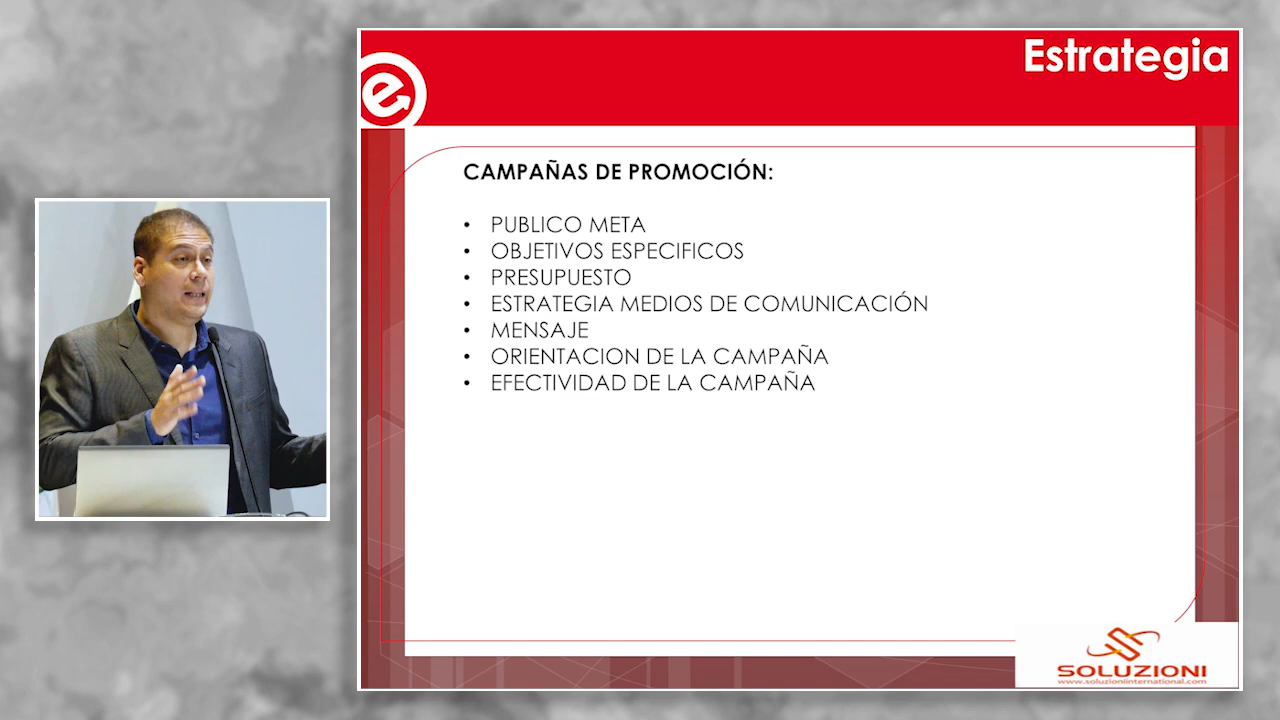 Estrategia
e
CAMPAÑAS DE PROMOCIÓN:
• PUBLICO META
• OBJETIVOS ESPECIFICOS
• PRESUPUESTO
• ESTRATEGIA MEDIOS DE COMUNICACIÓN
• MENSAJE
• ORIENTACION DE LA CAMPAÑA
• EFECTIVIDAD DE LA CAMPAÑA
SOLUZIONI
www.soluzioniinternational.com